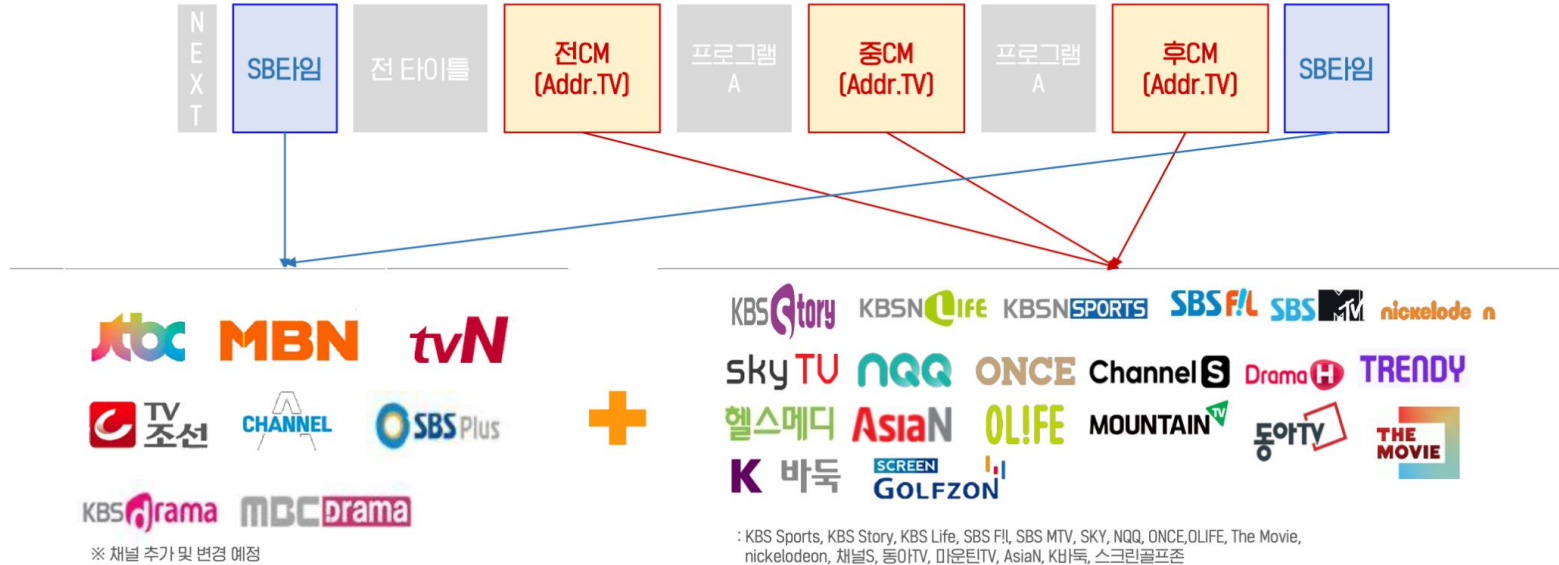 NEXT
SB타임
전 타이틀
전CM
(Addr.TV)
프로그램
A
중CM
(Addr.TV)
프로그램
A
후CM
(Addr.TV)
SB타임
jtbc MBN tvN
TV조선 CHANNEL A SBS Plus
KBS drama MBC Drama
※ 채널 추가 및 변경 예정
KBS Story KBSN LIFE KBSN SPORTS SBS F!L SBS MTV nickelode n
sky TV NQQ ONCE Channel S Drama H TRENDY
헬스메디 AsiaN OL!FE MOUNTAIN TV 동아TV THE MOVIE
K 바둑 SCREEN GOLFZON
: KBS Sports, KBS Story, KBS Life, SBS F!L, SBS MTV, SKY, NQQ, ONCE,OLIFE, The Movie,
nickelodeon, 채널S, 동아TV, 마운틴TV, AsiaN, K바둑, 스크린골프존